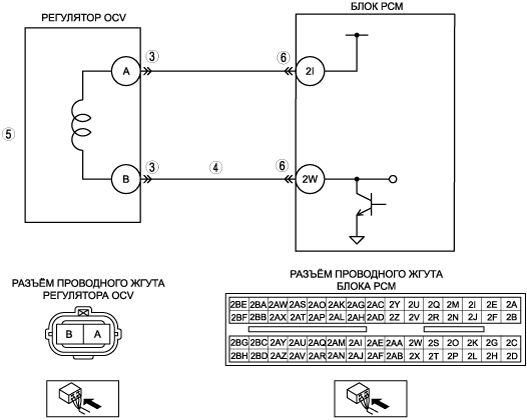 РЕГУЛЯТОР OCV
БЛОК PCM
A
3
6
2I
5
B
3
4
6
2W
РАЗЪЁМ ПРОВОДНОГО ЖГУТА
РЕГУЛЯТОРА OCV
B A
РАЗЪЁМ ПРОВОДНОГО ЖГУТА
БЛОКА PCM
2BE 2BA 2AW 2AS 2AO 2AK 2AG 2AC 2Y 2U 2Q 2M 2I 2E 2A
2BF 2BB 2AX 2AT 2AP 2AL 2AH 2AD 2Z 2V 2R 2N 2J 2F 2B
2BG 2BC 2AY 2AU 2AQ 2AM 2AI 2AE 2AA 2W 2S 2O 2K 2G 2C
2BH 2BD 2AZ 2AV 2AR 2AN 2AJ 2AF 2AB 2X 2T 2P 2L 2H 2D